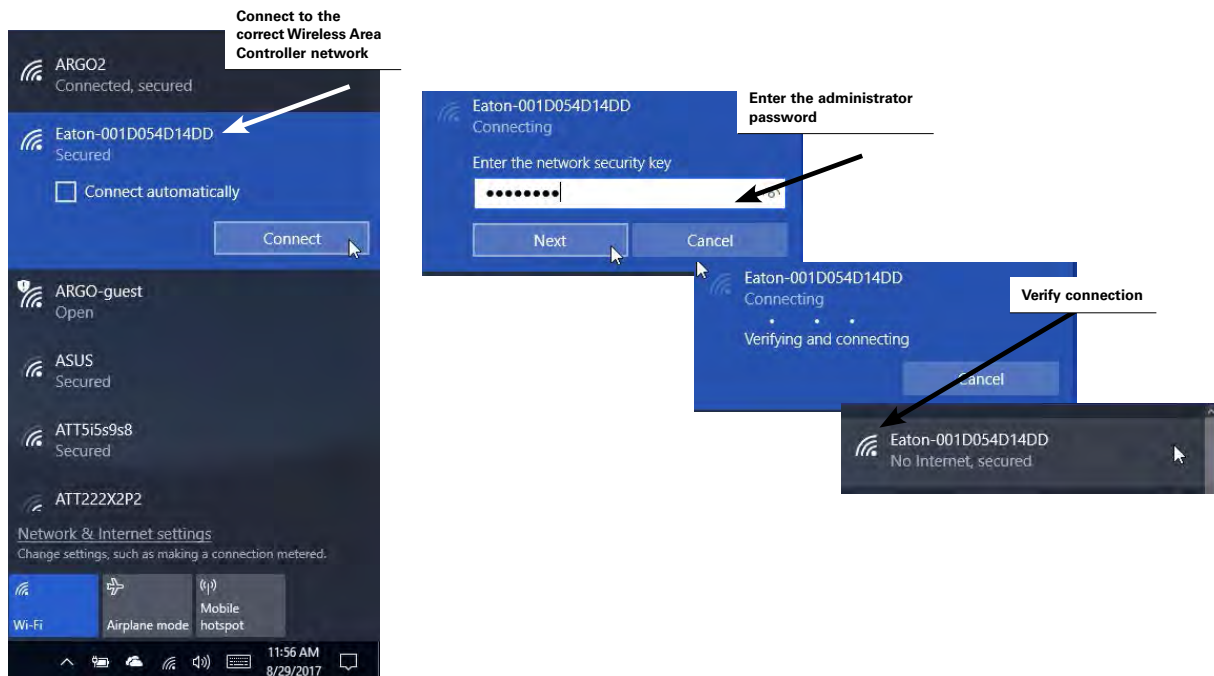 Connect to the
correct Wireless Area
Controller network
ARGO2
Connected, secured
Eaton-001D054D14DD
Secured
Connect automatically
Connect
ARGO-guest
Open
ASUS
Secured
ATT5i5s9s8
Secured
ATT222X2P2
Network & Internet settings
Change settings, such as making a connection metered.
Wi-Fi
Airplane mode
Mobile
hotspot
11:56 AM
8/29/2017
Eaton-001D054D14DD
Connecting
Enter the network security key
Next
Cancel
Enter the administrator
password
Eaton-001D054D14DD
Connecting
Verifying and connecting
Cancel
Verify connection
Eaton-001D054D14DD
No Internet, secured